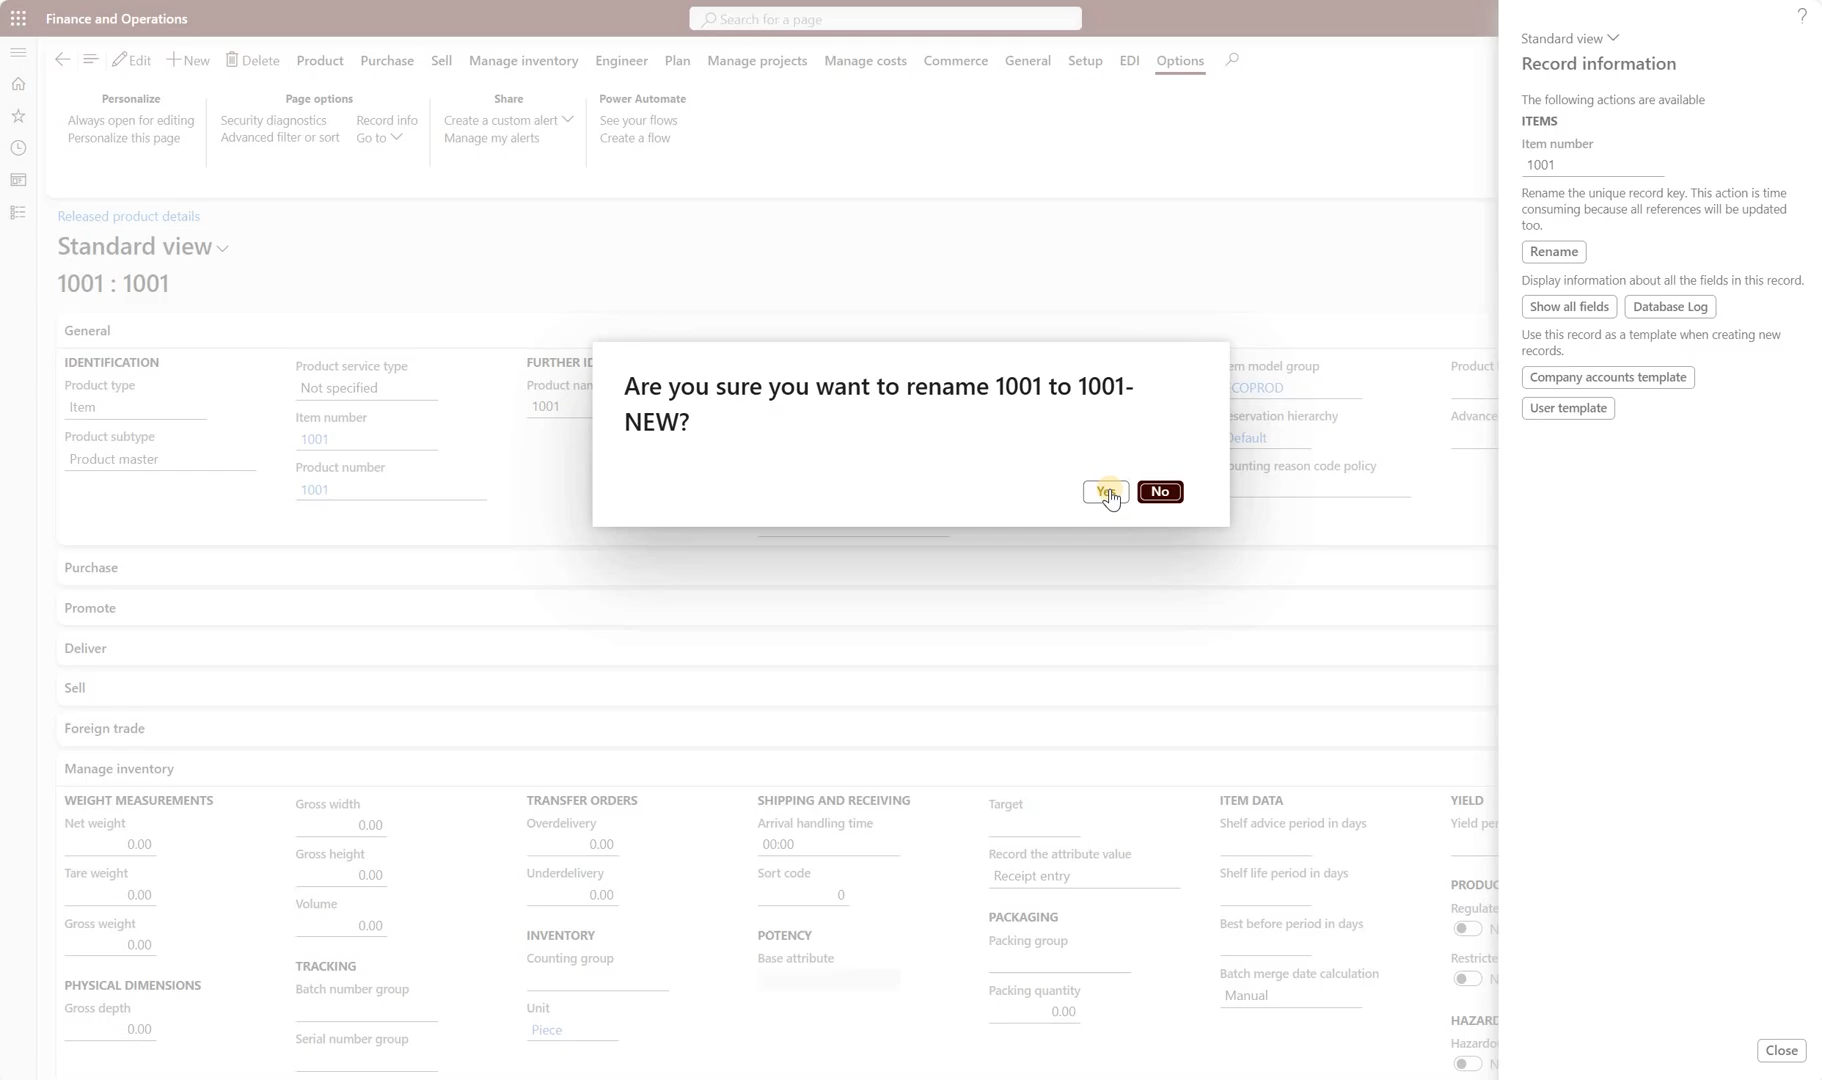 Finance and Operations
Search for a page
?
Edit
New
Delete
Product
Purchase
Sell
Manage inventory
Engineer
Plan
Manage projects
Manage costs
Commerce
General
Setup
EDI
Options
Personalize
Always open for editing
Personalize this page
Page options
Security diagnostics
Advanced filter or sort
Record info
Go to
Share
Create a custom alert
Manage my alerts
Power Automate
See your flows
Create a flow
Released product details
Standard view
1001 : 1001
General
IDENTIFICATION
Product type
Item
Product subtype
Product master
Product service type
Not specified
Item number
1001
Product number
1001
FURTHER
Product
1001
Are you sure you want to rename 1001 to 1001-
NEW?
Yes
No
model group
COPROD
hierarchy
Default
reason code policy
Product
Purchase
Promote
Deliver
Sell
Foreign trade
Manage inventory
WEIGHT MEASUREMENTS
Net weight
0.00
Tare weight
0.00
Gross weight
0.00
PHYSICAL DIMENSIONS
Gross depth
0.00
Gross width
0.00
Gross height
0.00
Volume
0.00
TRACKING
Batch number group
Serial number group
TRANSFER ORDERS
Overdelivery
0.00
Underdelivery
0.00
INVENTORY
Counting group
Unit
Piece
SHIPPING AND RECEIVING
Arrival handling time
00:00
Sort code
0
POTENCY
Base attribute
Target
Record the attribute value
Receipt entry
PACKAGING
Packing group
Packing quantity
0.00
ITEM DATA
Shelf advice period in days
Shelf life period in days
Best before period in days
Batch merge date calculation
Manual
YIELD
Yield
Standard view
Record information
The following actions are available
ITEMS
Item number
1001
Rename the unique record key. This action is time
consuming because all references will be updated
too.
Rename
Display information about all the fields in this record.
Show all fields
Database Log
Use this record as a template when creating new
records.
Company accounts template
User template
Close